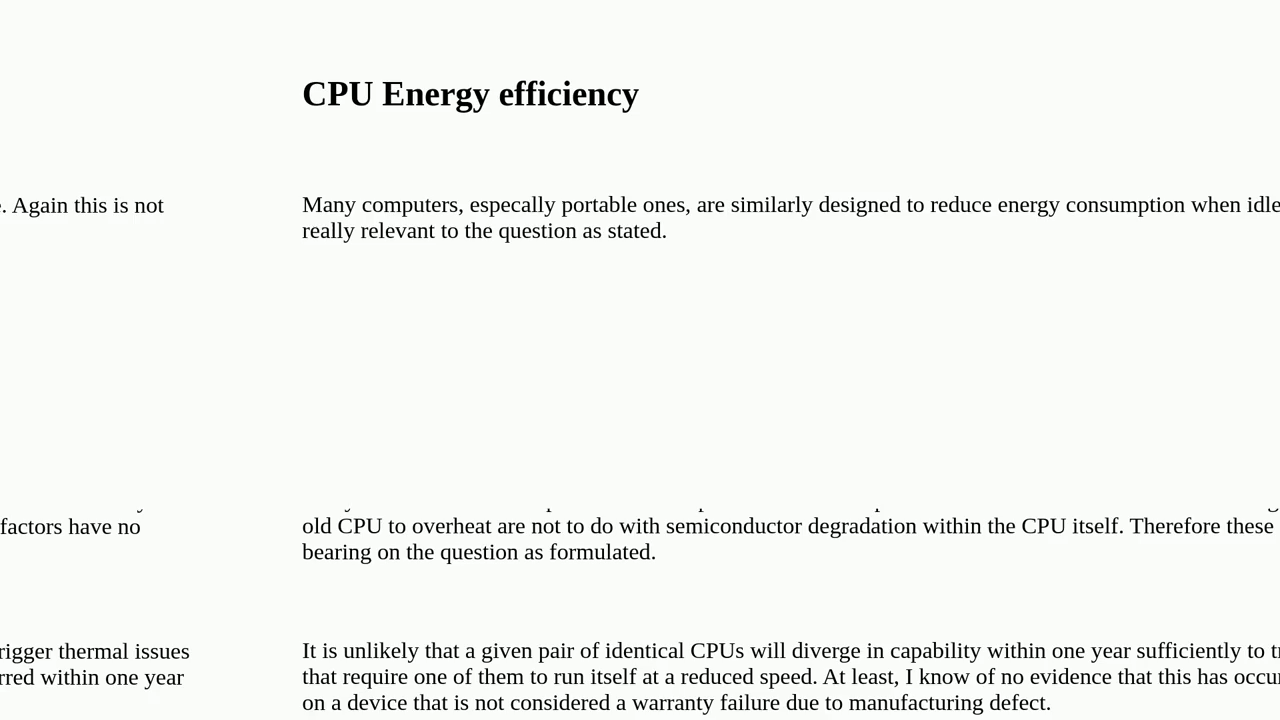 CPU Energy efficiency
. Again this is not
Many computers, especally portable ones, are similarly designed to reduce energy consumption when idle
really relevant to the question as stated.
factors have no
old CPU to overheat are not to do with semiconductor degradation within the CPU itself. Therefore these
bearing on the question as formulated.
rigger thermal issues
rred within one year
It is unlikely that a given pair of identical CPUs will diverge in capability within one year sufficiently to t
that require one of them to run itself at a reduced speed. At least, I know of no evidence that this has occu
on a device that is not considered a warranty failure due to manufacturing defect.